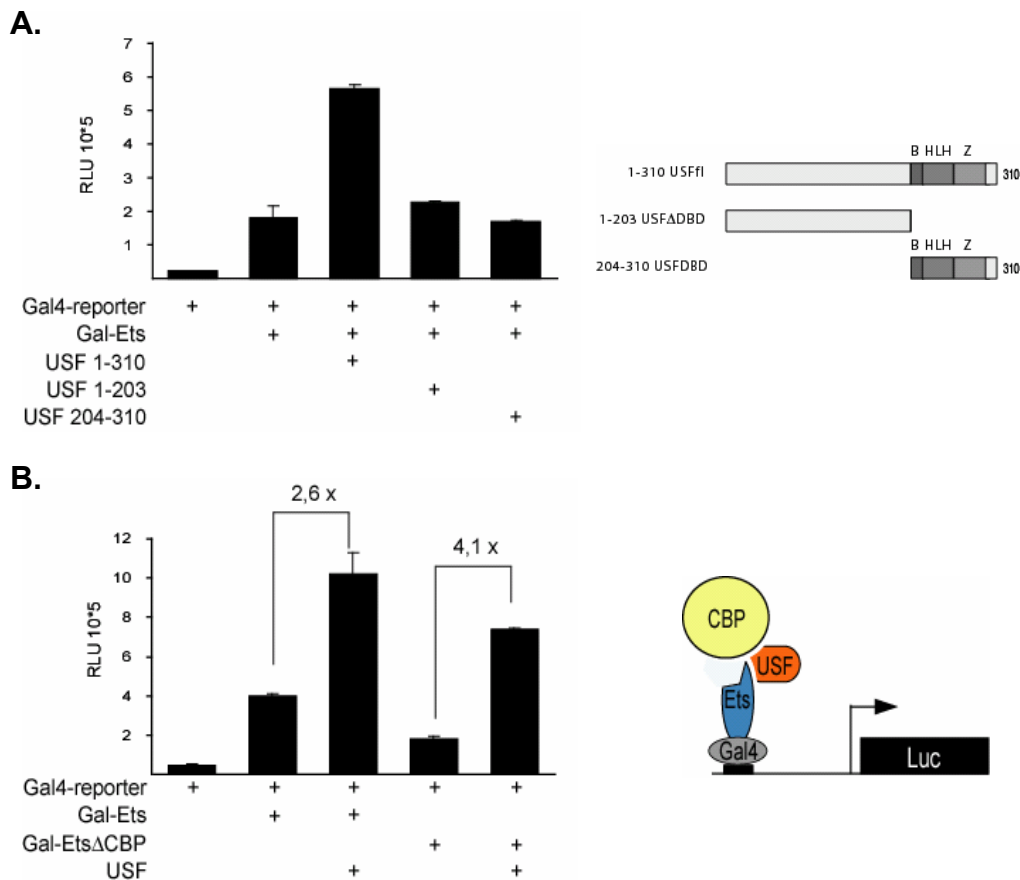 A.
7
6
5
4
3
2
1
RLU 10*5
Gal4-reporter + + + + +
Gal-Ets + + + +
USF 1-310 +
USF 1-203 +
USF 204-310 +
B HLH Z
1-310 USFfl 310
1-203 USFΔDBD
B HLH Z
204-310 USFDBD 310
B.
2,6 x
4,1 x
12
10
8
6
4
2
RLU 10*5
Gal4-reporter + + + + +
Gal-Ets + +
Gal-EtsΔCBP + +
USF + +
CBP
USF
Ets
Gal4
Luc